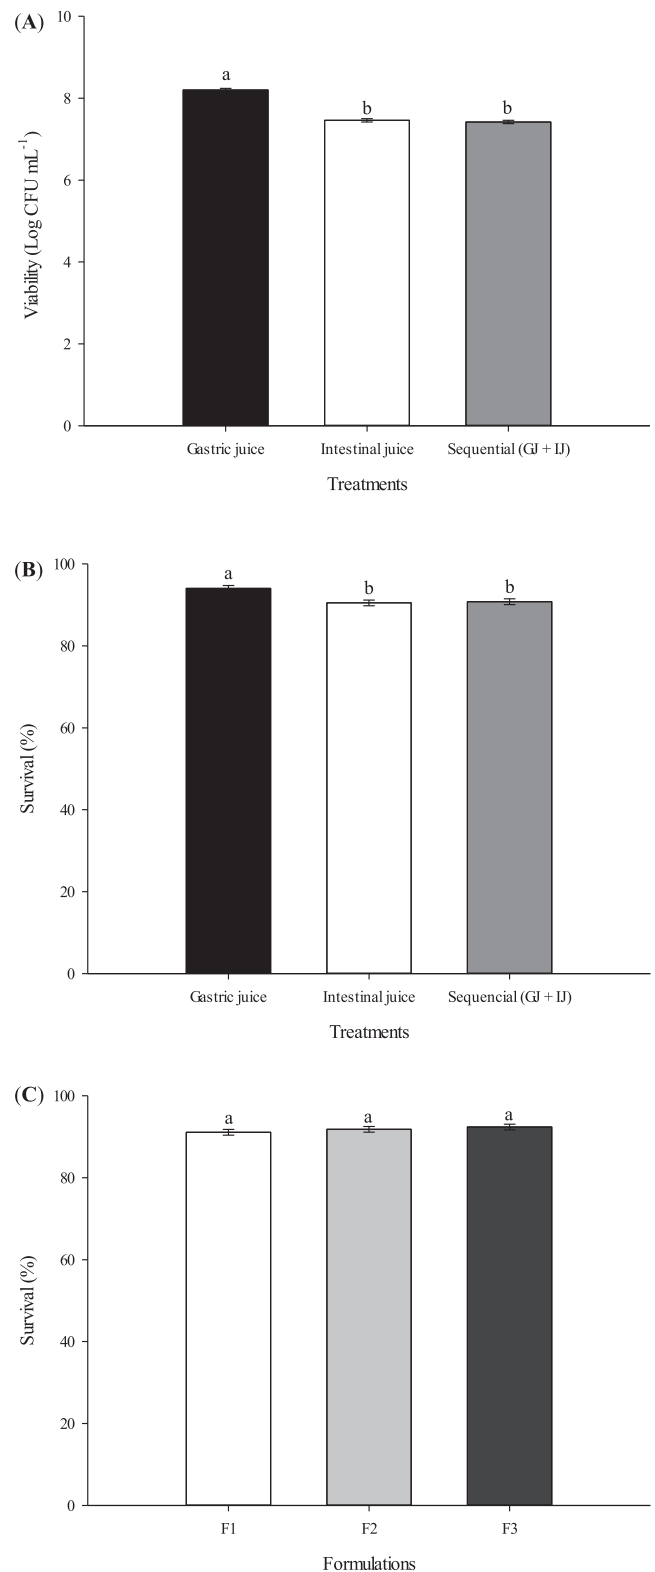 (A)
10
8
6
4
2
0
Viability (Log CFU mL-1)
a
b
b
Gastric juice
Intestinal juice
Sequential (GJ + IJ)
Treatments
(B)
100
80
60
40
20
0
Survival (%)
a
b
b
Gastric juice
Intestinal juice
Sequencial (GJ + IJ)
Treatments
(C)
100
80
60
40
20
0
Survival (%)
a
a
a
F1
F2
F3
Formulations